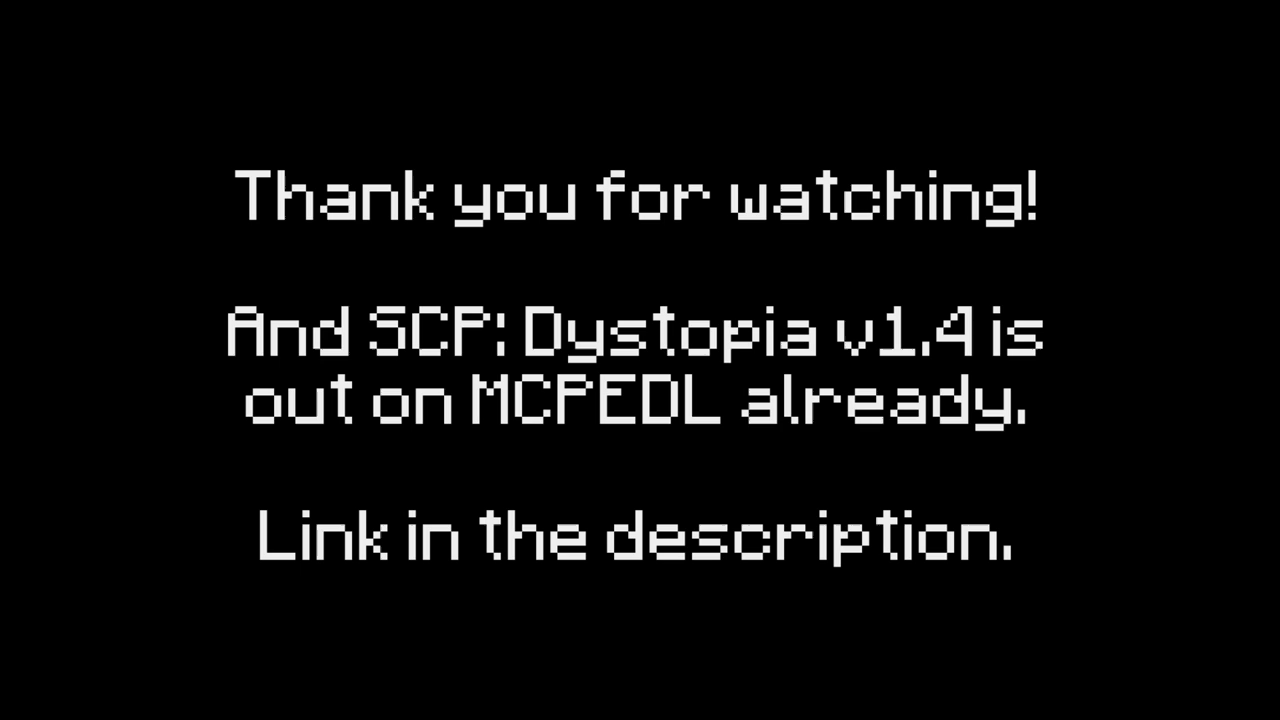 Thank you for watching!
And SCP: Dystopia v1.4 is
out on MCPEDL already.
Link in the description.